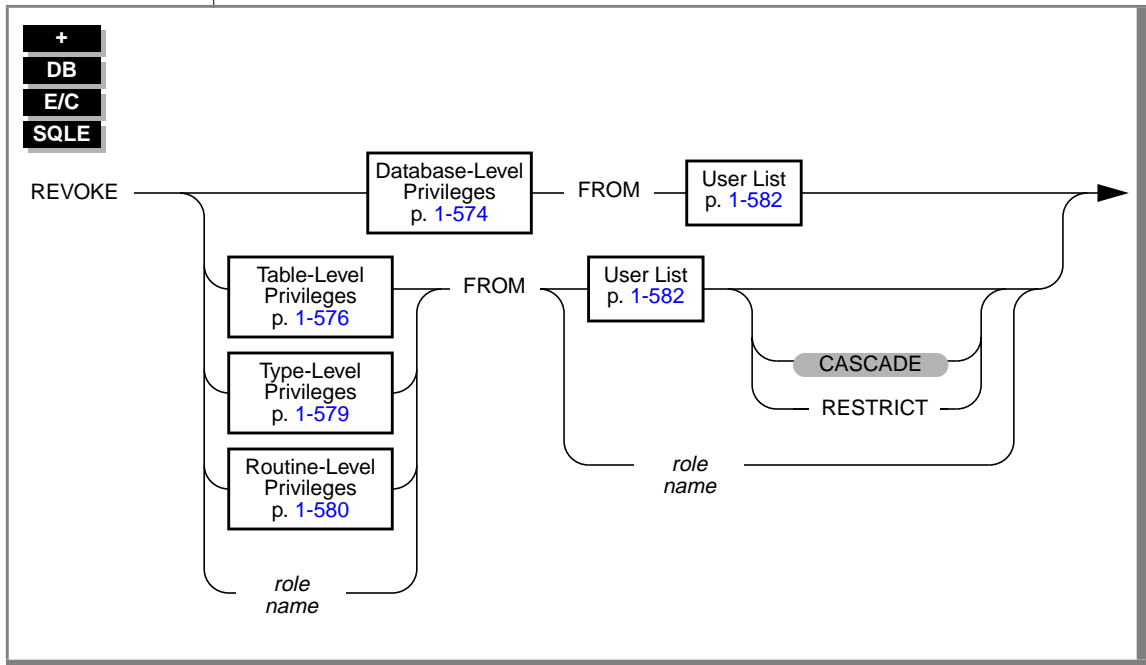 +
DB
E/C
SQLE
REVOKE
Database-Level
Privileges
p. 1-574
FROM
User List
p. 1-582
Table-Level
Privileges
p. 1-576
FROM
User List
p. 1-582
Type-Level
Privileges
p. 1-579
CASCADE
RESTRICT
Routine-Level
Privileges
p. 1-580
role
name
role
name